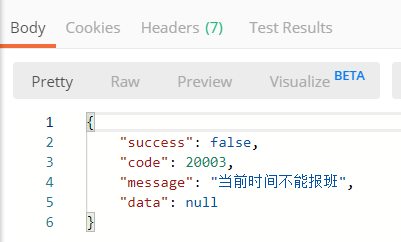 Body Cookies Headers (7) Test Results
Pretty Raw Preview Visualize BETA
1 {
2 "success": false,
3 "code": 20003,
4 "message": "当前时间不能报班",
5 "data": null
6 }